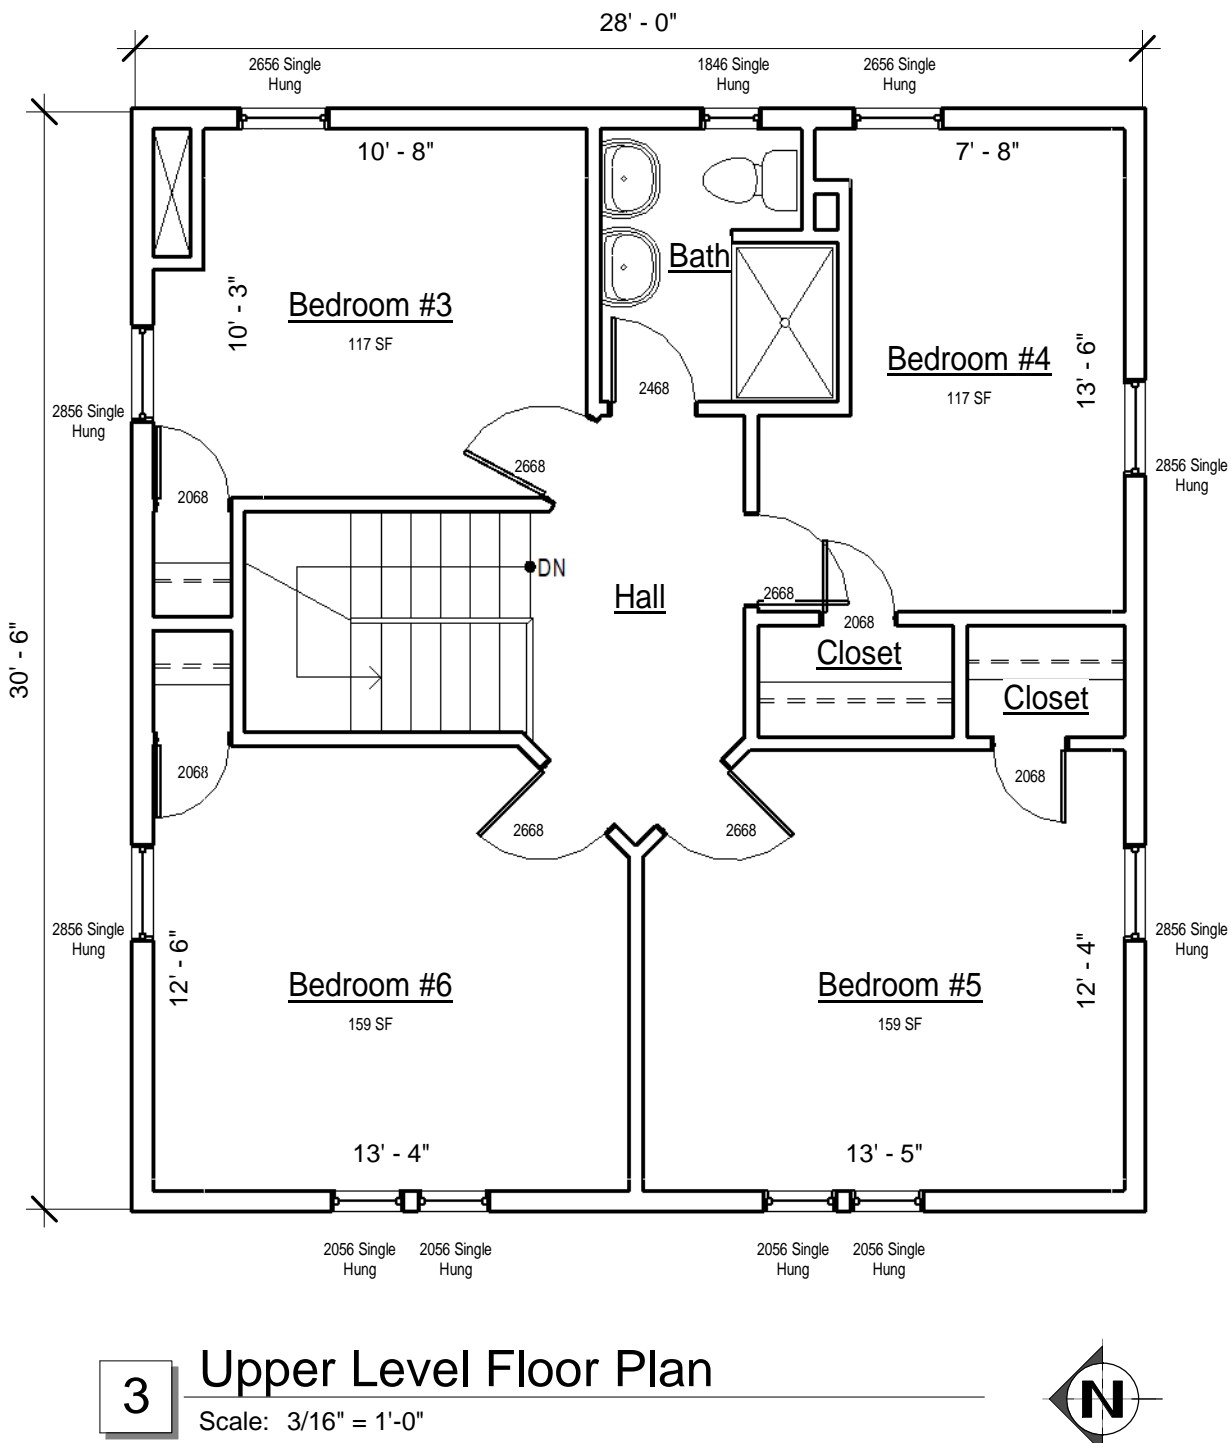 28' - 0"
2656 Single
Hung
1846 Single
Hung
2656 Single
Hung
10' - 8"
7' - 8"
Bath
10' - 3"
Bedroom #3
117 SF
13' - 6"
Bedroom #4
117 SF
2468
2856 Single
Hung
2668
2856 Single
Hung
2068
DN
Hall
2668
2068
30' - 6"
Closet
Closet
2068
2068
2668
2668
2856 Single
Hung
2856 Single
Hung
12' - 6"
Bedroom #6
159 SF
Bedroom #5
159 SF
12' - 4"
13' - 4"
13' - 5"
2056 Single
Hung
2056 Single
Hung
2056 Single
Hung
2056 Single
Hung
3
Upper Level Floor Plan
Scale: 3/16" = 1'-0"
N